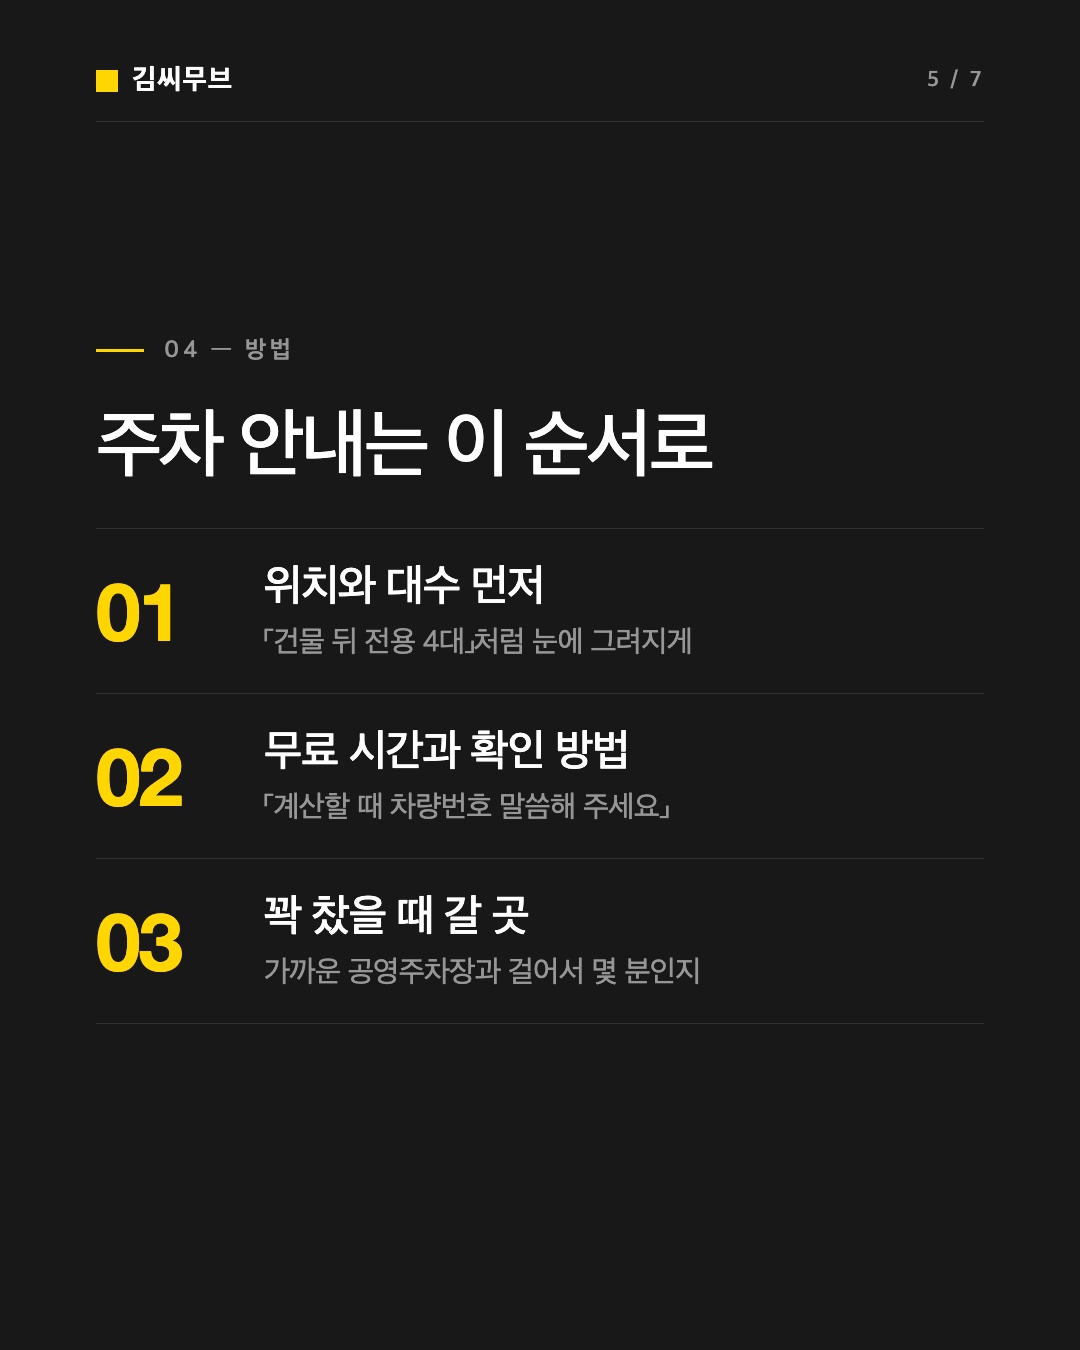 김씨무브
5 / 7
04 — 방법
주차 안내는 이 순서로
01
위치와 대수 먼저
「건물 뒤 전용 4대」처럼 눈에 그려지게
02
무료 시간과 확인 방법
「계산할 때 차량번호 말씀해 주세요」
03
꽉 찼을 때 갈 곳
가까운 공영주차장과 걸어서 몇 분인지